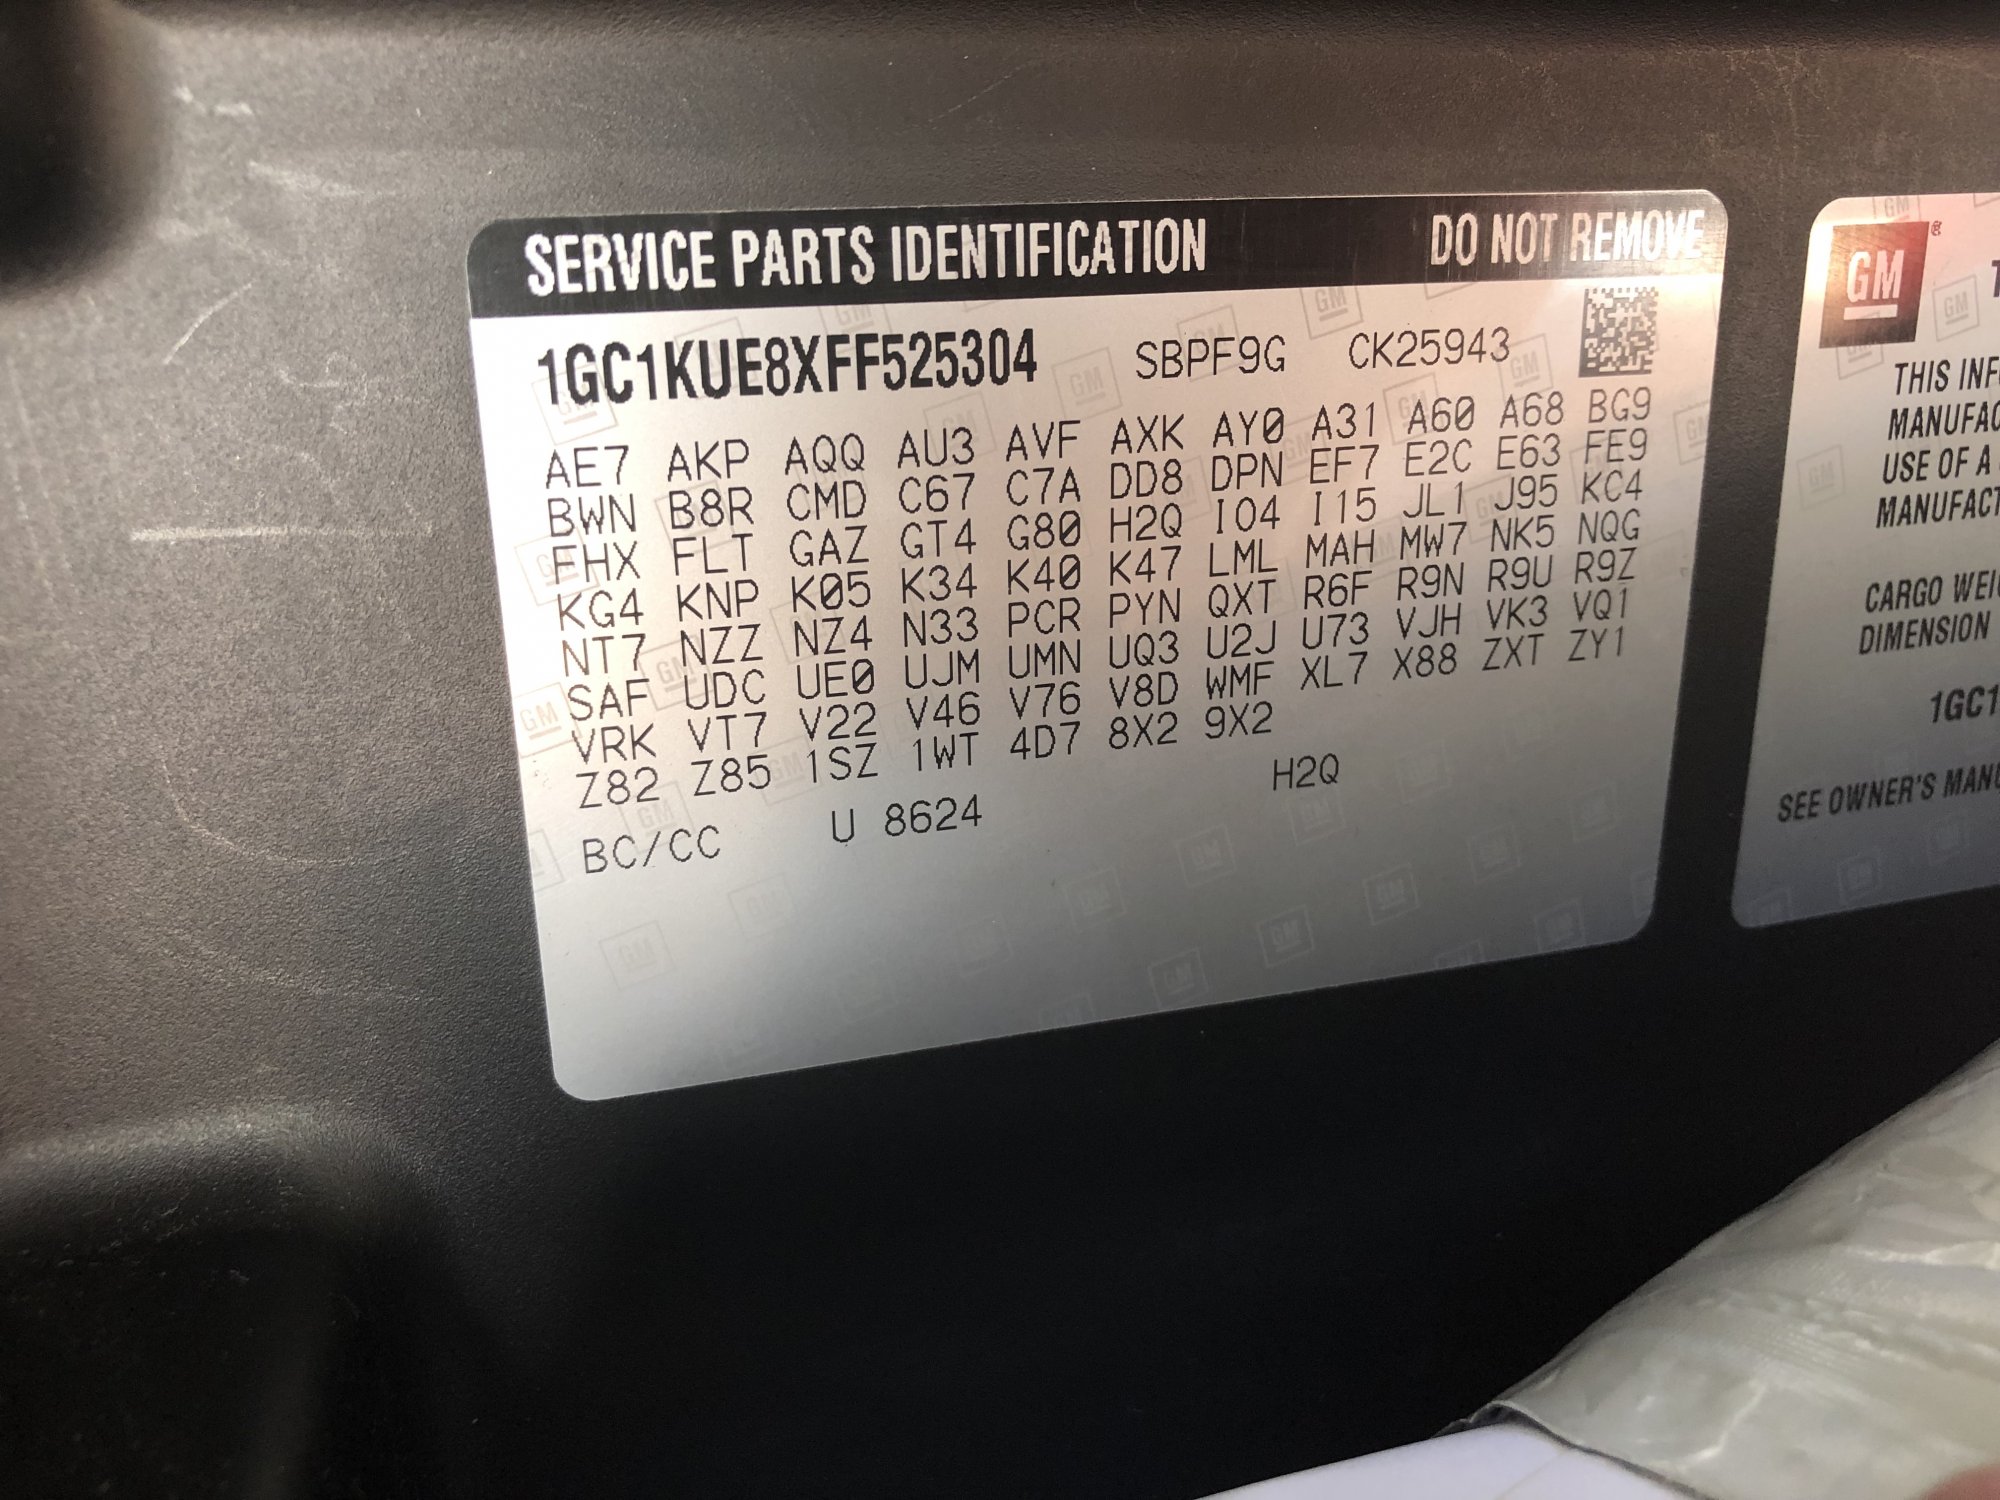 SERVICE PARTS IDENTIFICATION DO NOT REMOVE
1GC1KUE8XFF525304 SBPF9G CK25943
AE7 AKP AQQ AU3 AVF AXK AY0 A31 A60 A68 BG9
BWN B8R CMD C67 C7A DD8 DPN EF7 E2C E63 FE9
FHX FLT GAZ GT4 G80 H2Q I04 I15 JL1 J95 KC4
KG4 KNP K05 K34 K40 K47 LML MAH MW7 NK5 NQG
NT7 NZZ NZ4 N33 PCR PYN QXT R6F R9N R9U R9Z
SAF UDC UE0 UJM UMN UQ3 U2J U73 VJH VK3 VQ1
VRK VT7 V22 V46 V76 V8D WMF XL7 X88 ZXT ZY1
Z82 Z85 1SZ 1WT 4D7 8X2 9X2
BC/CC U 8624 H2Q
GM
THIS INF
MANUFAC
USE OF A
MANUFACT
CARGO WEI
DIMENSION
1GC1
SEE OWNER'S MANU